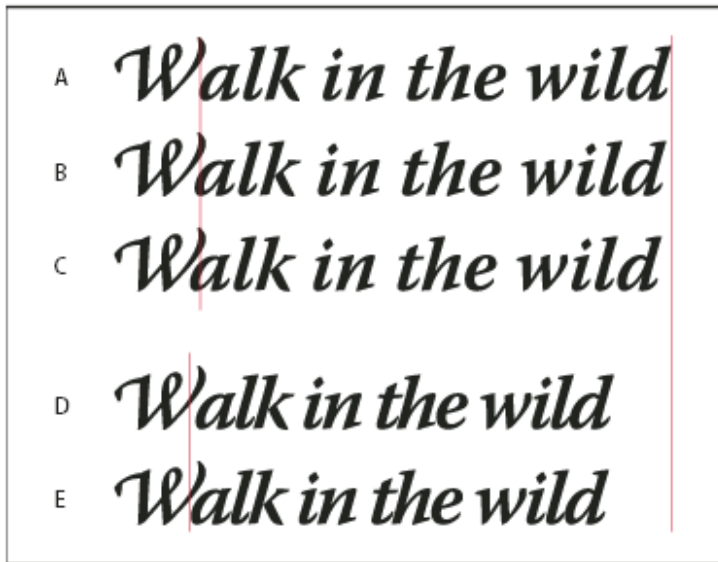 A Walk in the wild
B Walk in the wild
C Walk in the wild
D Walk in the wild
E Walk in the wild